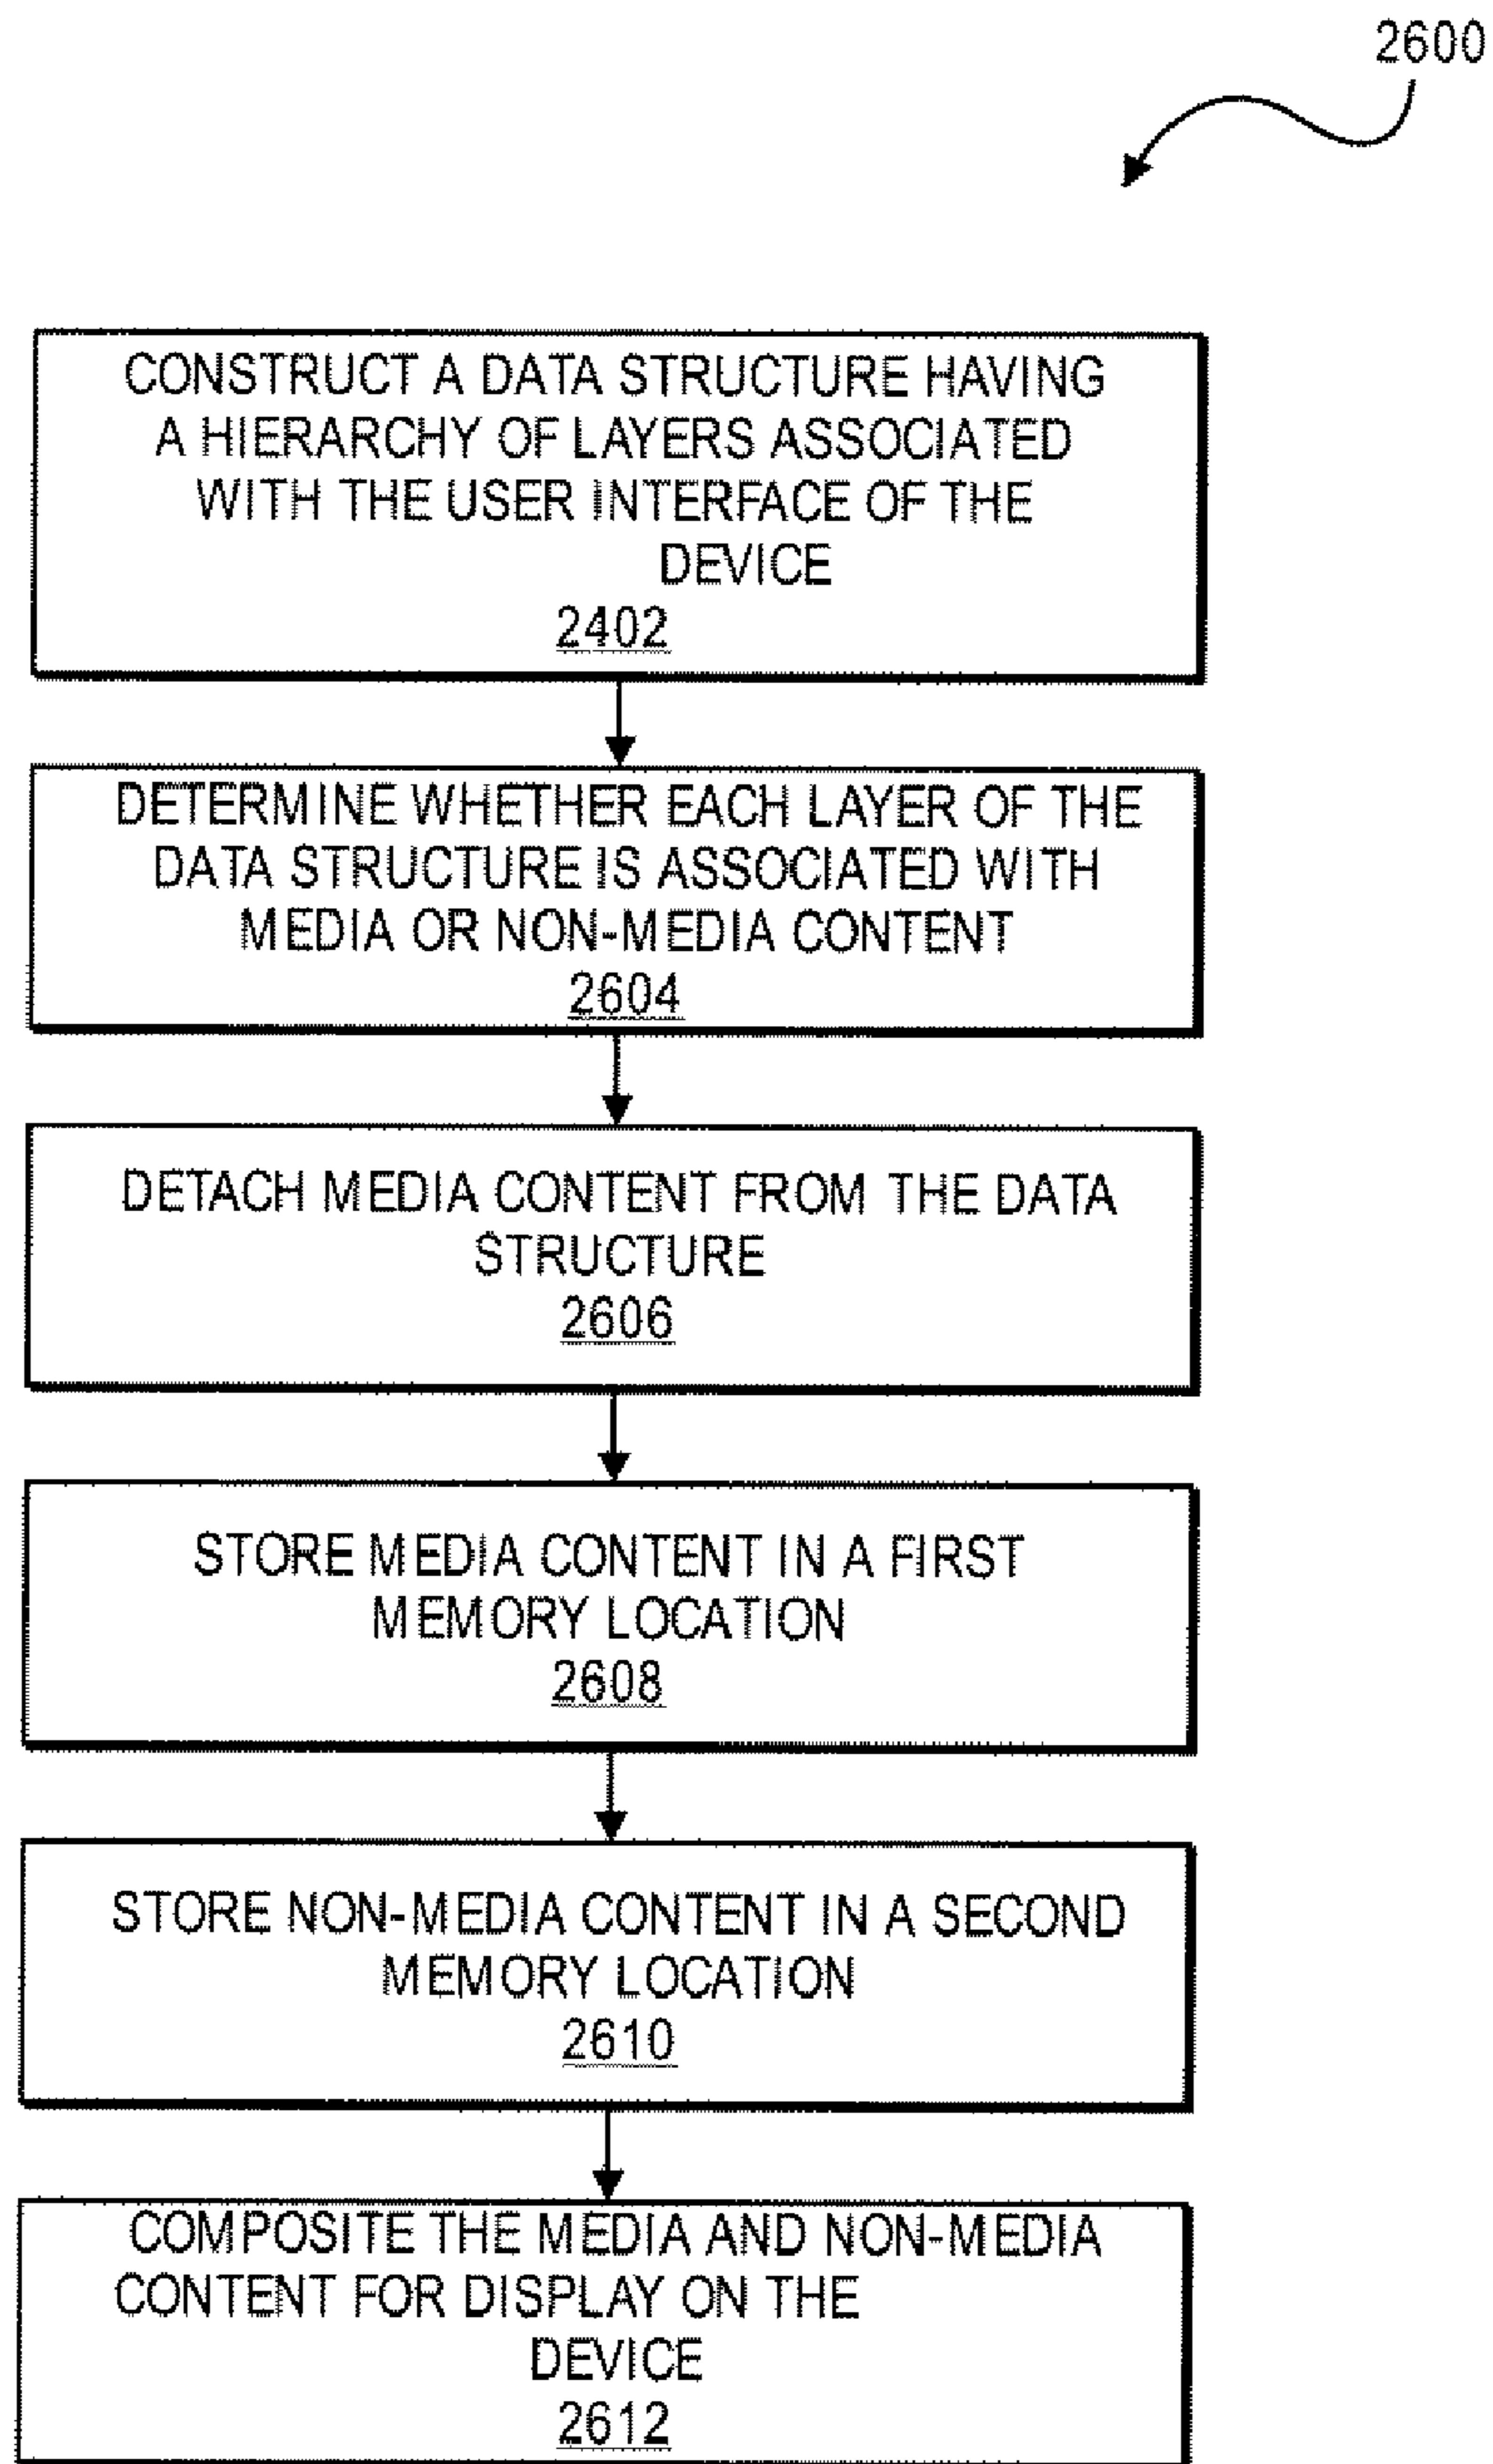 2600
CONSTRUCT A DATA STRUCTURE HAVING
A HIERARCHY OF LAYERS ASSOCIATED
WITH THE USER INTERFACE OF THE
DEVICE
2402
DETERMINE WHETHER EACH LAYER OF THE
DATA STRUCTURE IS ASSOCIATED WITH
MEDIA OR NON-MEDIA CONTENT
2604
DETACH MEDIA CONTENT FROM THE DATA
STRUCTURE
2606
STORE MEDIA CONTENT IN A FIRST
MEMORY LOCATION
2608
STORE NON-MEDIA CONTENT IN A SECOND
MEMORY LOCATION
2610
COMPOSITE THE MEDIA AND NON-MEDIA
CONTENT FOR DISPLAY ON THE
DEVICE
2612